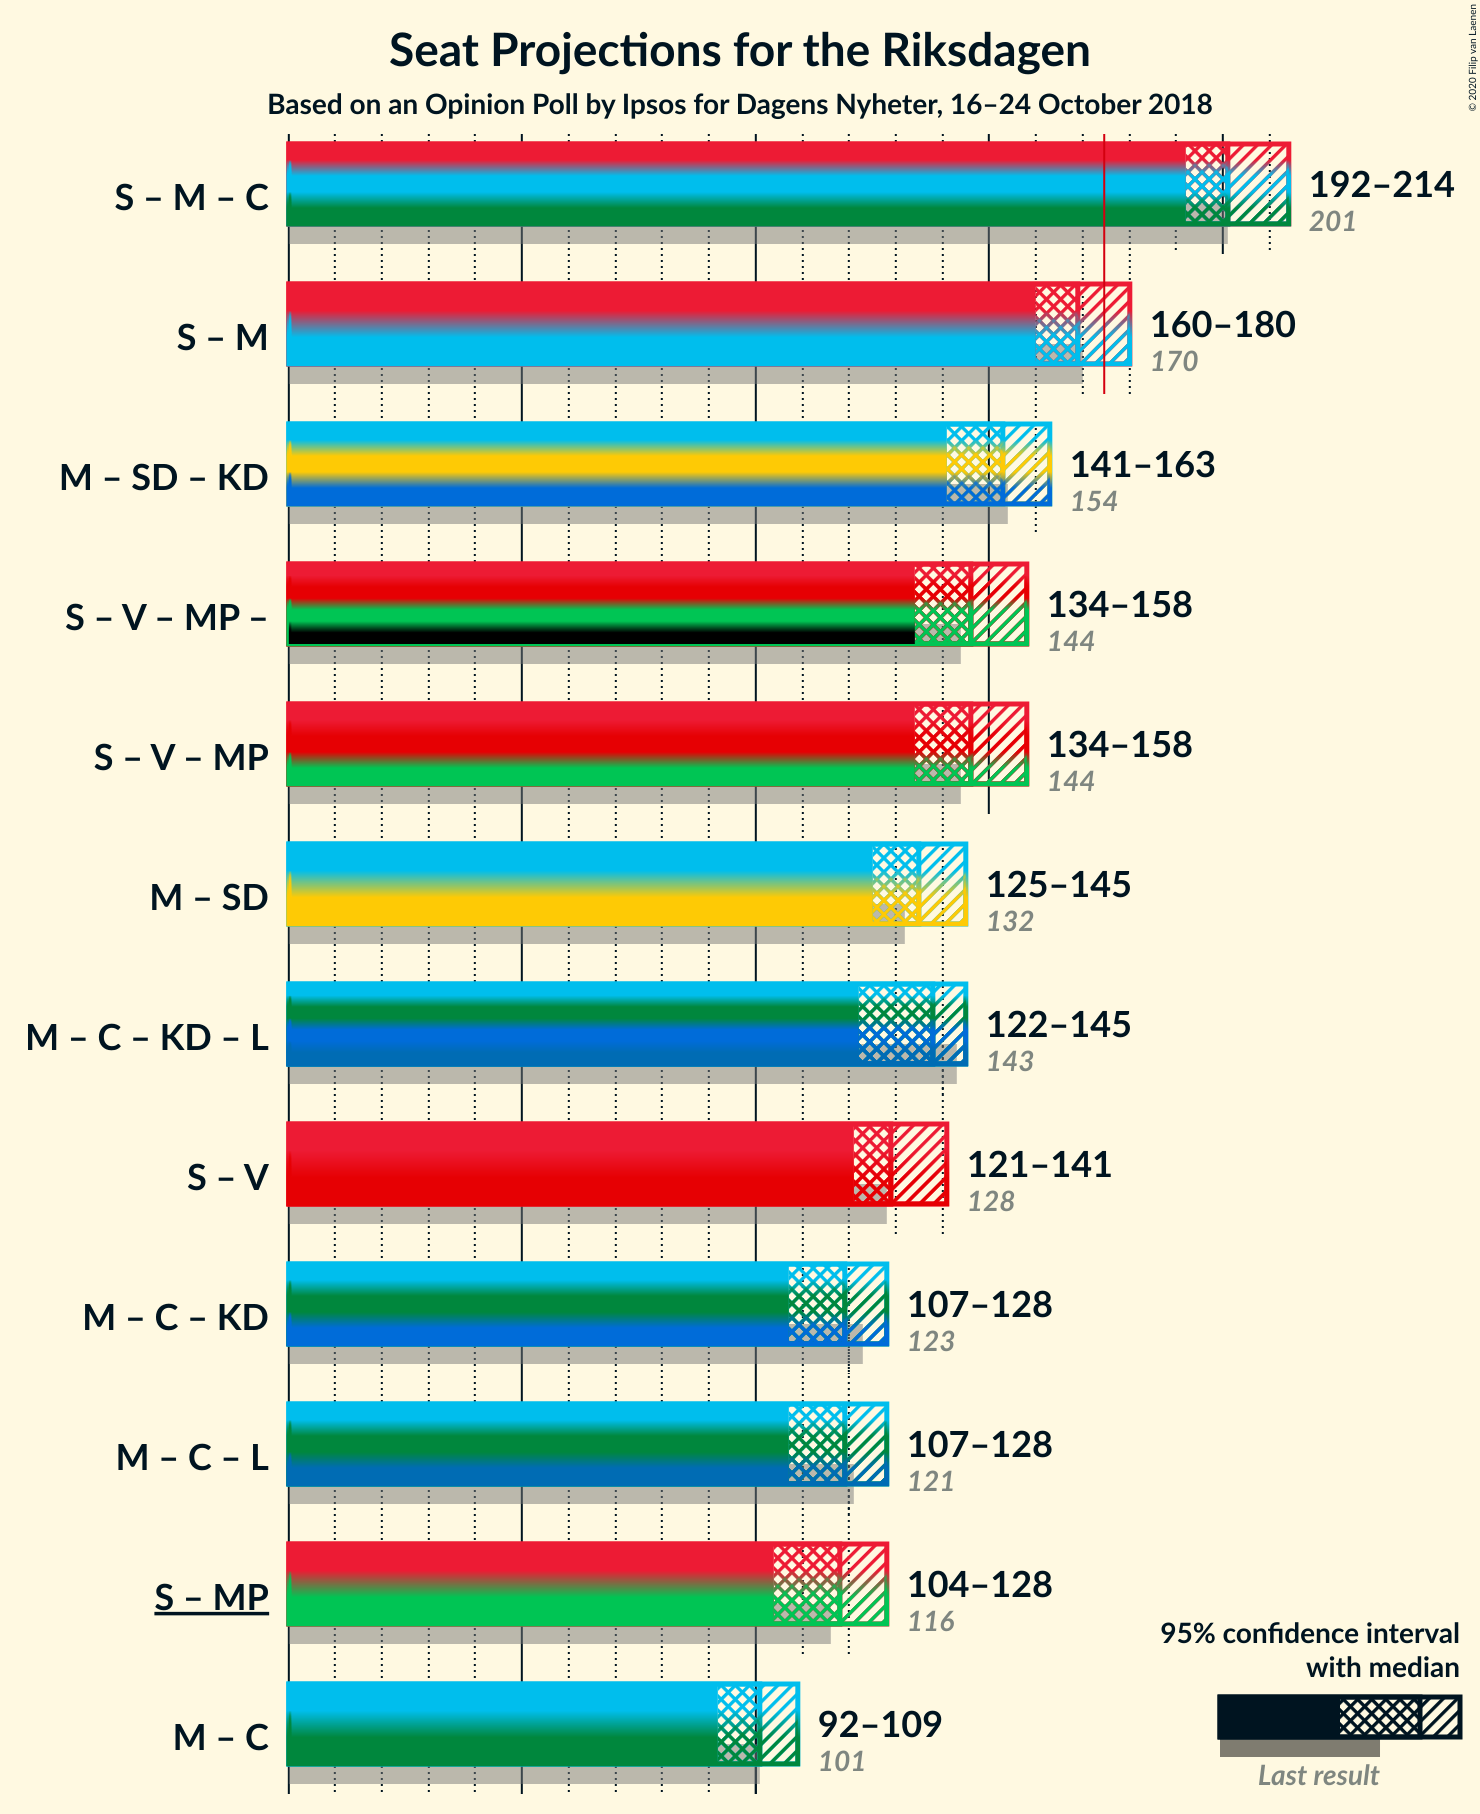 Seat Projections for the Riksdagen
Based on an Opinion Poll by Ipsos for Dagens Nyheter, 16–24 October 2018
© 2020 Filip van Laenen
S – M – C
192–214
201
S – M
160–180
170
M – SD – KD
141–163
154
S – V – MP –
134–158
144
S – V – MP
134–158
144
M – SD
125–145
132
M – C – KD – L
122–145
143
S – V
121–141
128
M – C – KD
107–128
123
M – C – L
107–128
121
S – MP
104–128
116
M – C
92–109
101
95% confidence interval
with median
Last result